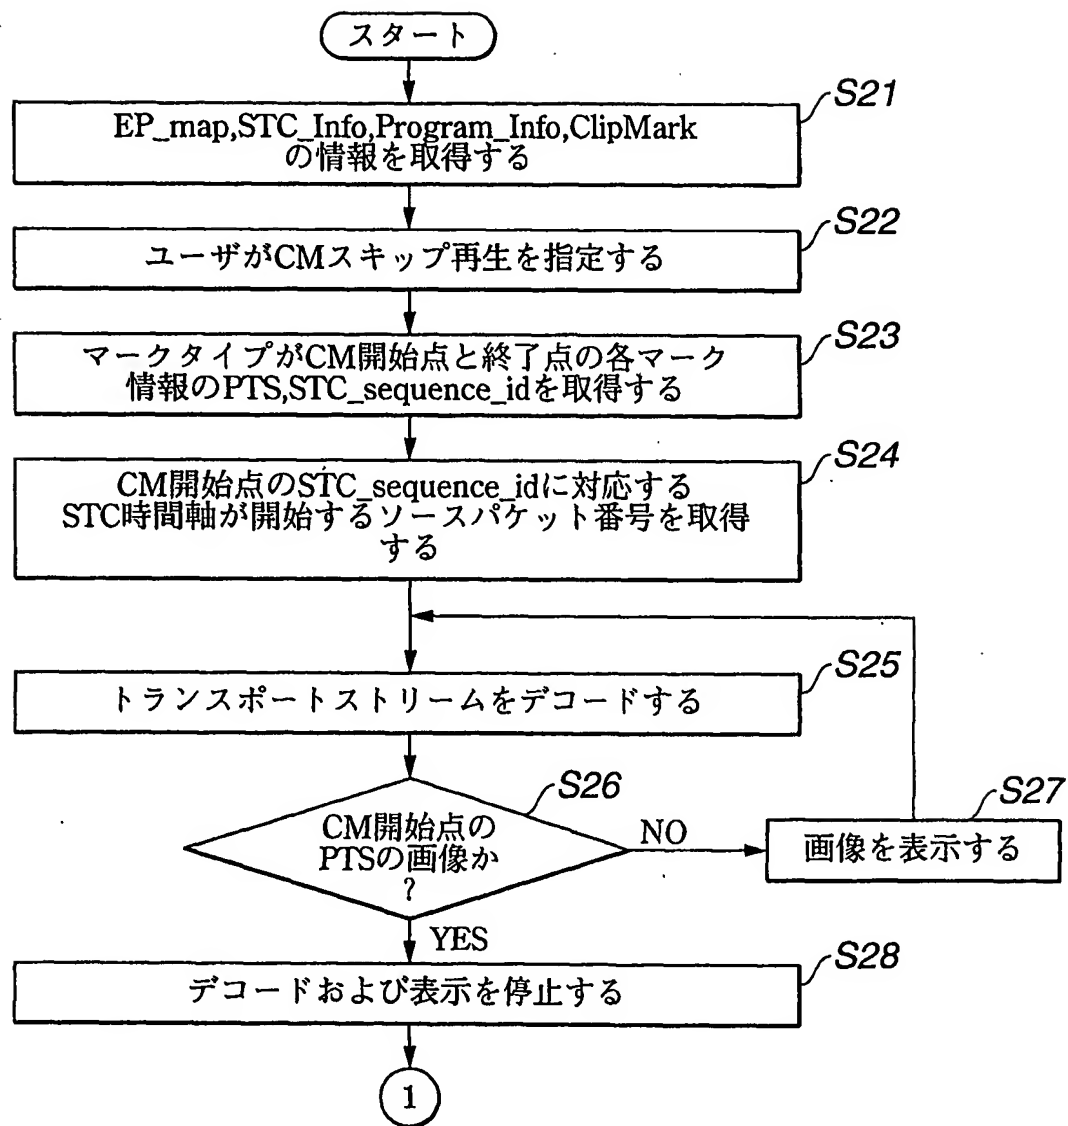 スタート
S21
EP_map,STC_Info,Program_Info,ClipMark
の情報を取得する
S22
ユーザがCMスキップ再生を指定する
S23
マークタイプがCM開始点と終了点の各マーク
情報のPTS,STC_sequence_idを取得する
S24
CM開始点のSTC_sequence_idに対応する
STC時間軸が開始するソースパケット番号を取得
する
S25
トランスポートストリームをデコードする
S26
CM開始点の
PTSの画像か
?
NO
S27
画像を表示する
YES
S28
デコードおよび表示を停止する
1